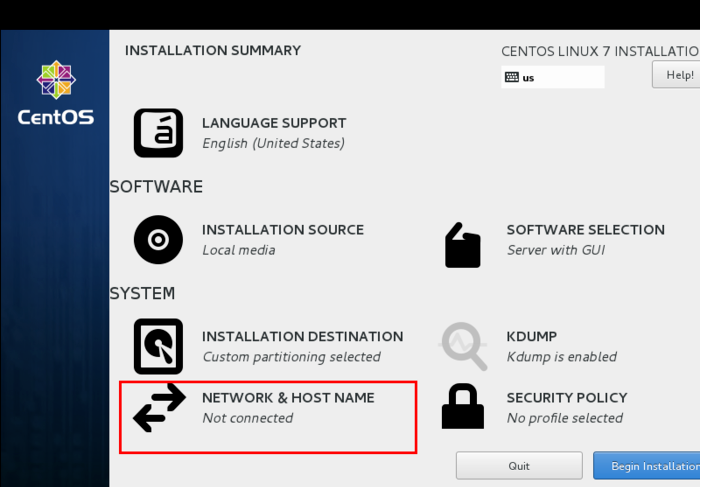 INSTALLATION SUMMARY
CENTOS LINUX 7 INSTALLATIO
us
Help!
CentOS
LANGUAGE SUPPORT
English (United States)
SOFTWARE
INSTALLATION SOURCE
Local media
SOFTWARE SELECTION
Server with GUI
SYSTEM
INSTALLATION DESTINATION
Custom partitioning selected
KDUMP
Kdump is enabled
NETWORK & HOST NAME
Not connected
SECURITY POLICY
No profile selected
Quit
Begin Installation